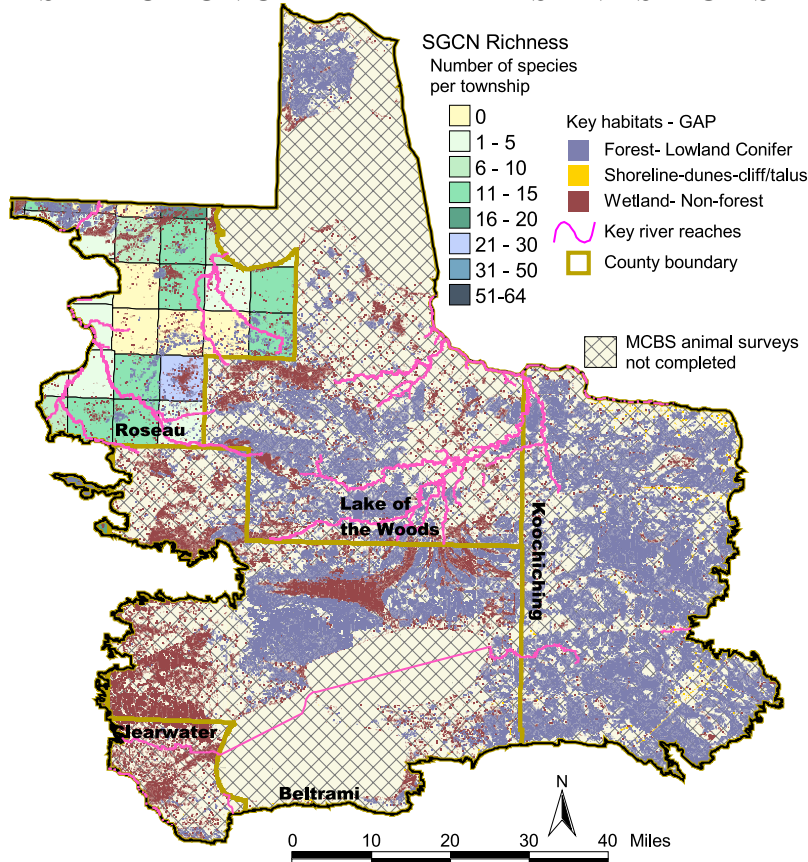 SGCN Richness
Number of species
per township
0
1 - 5
6 - 10
11 - 15
16 - 20
21 - 30
31 - 50
51-64
Key habitats - GAP
Forest- Lowland Conifer
Shoreline-dunes-cliff/talus
Wetland- Non-forest
Key river reaches
County boundary
MCBS animal surveys
not completed
Roseau
Lake of
the Woods
Koochiching
Clearwater
Beltrami
N
0 10 20 30 40 Miles